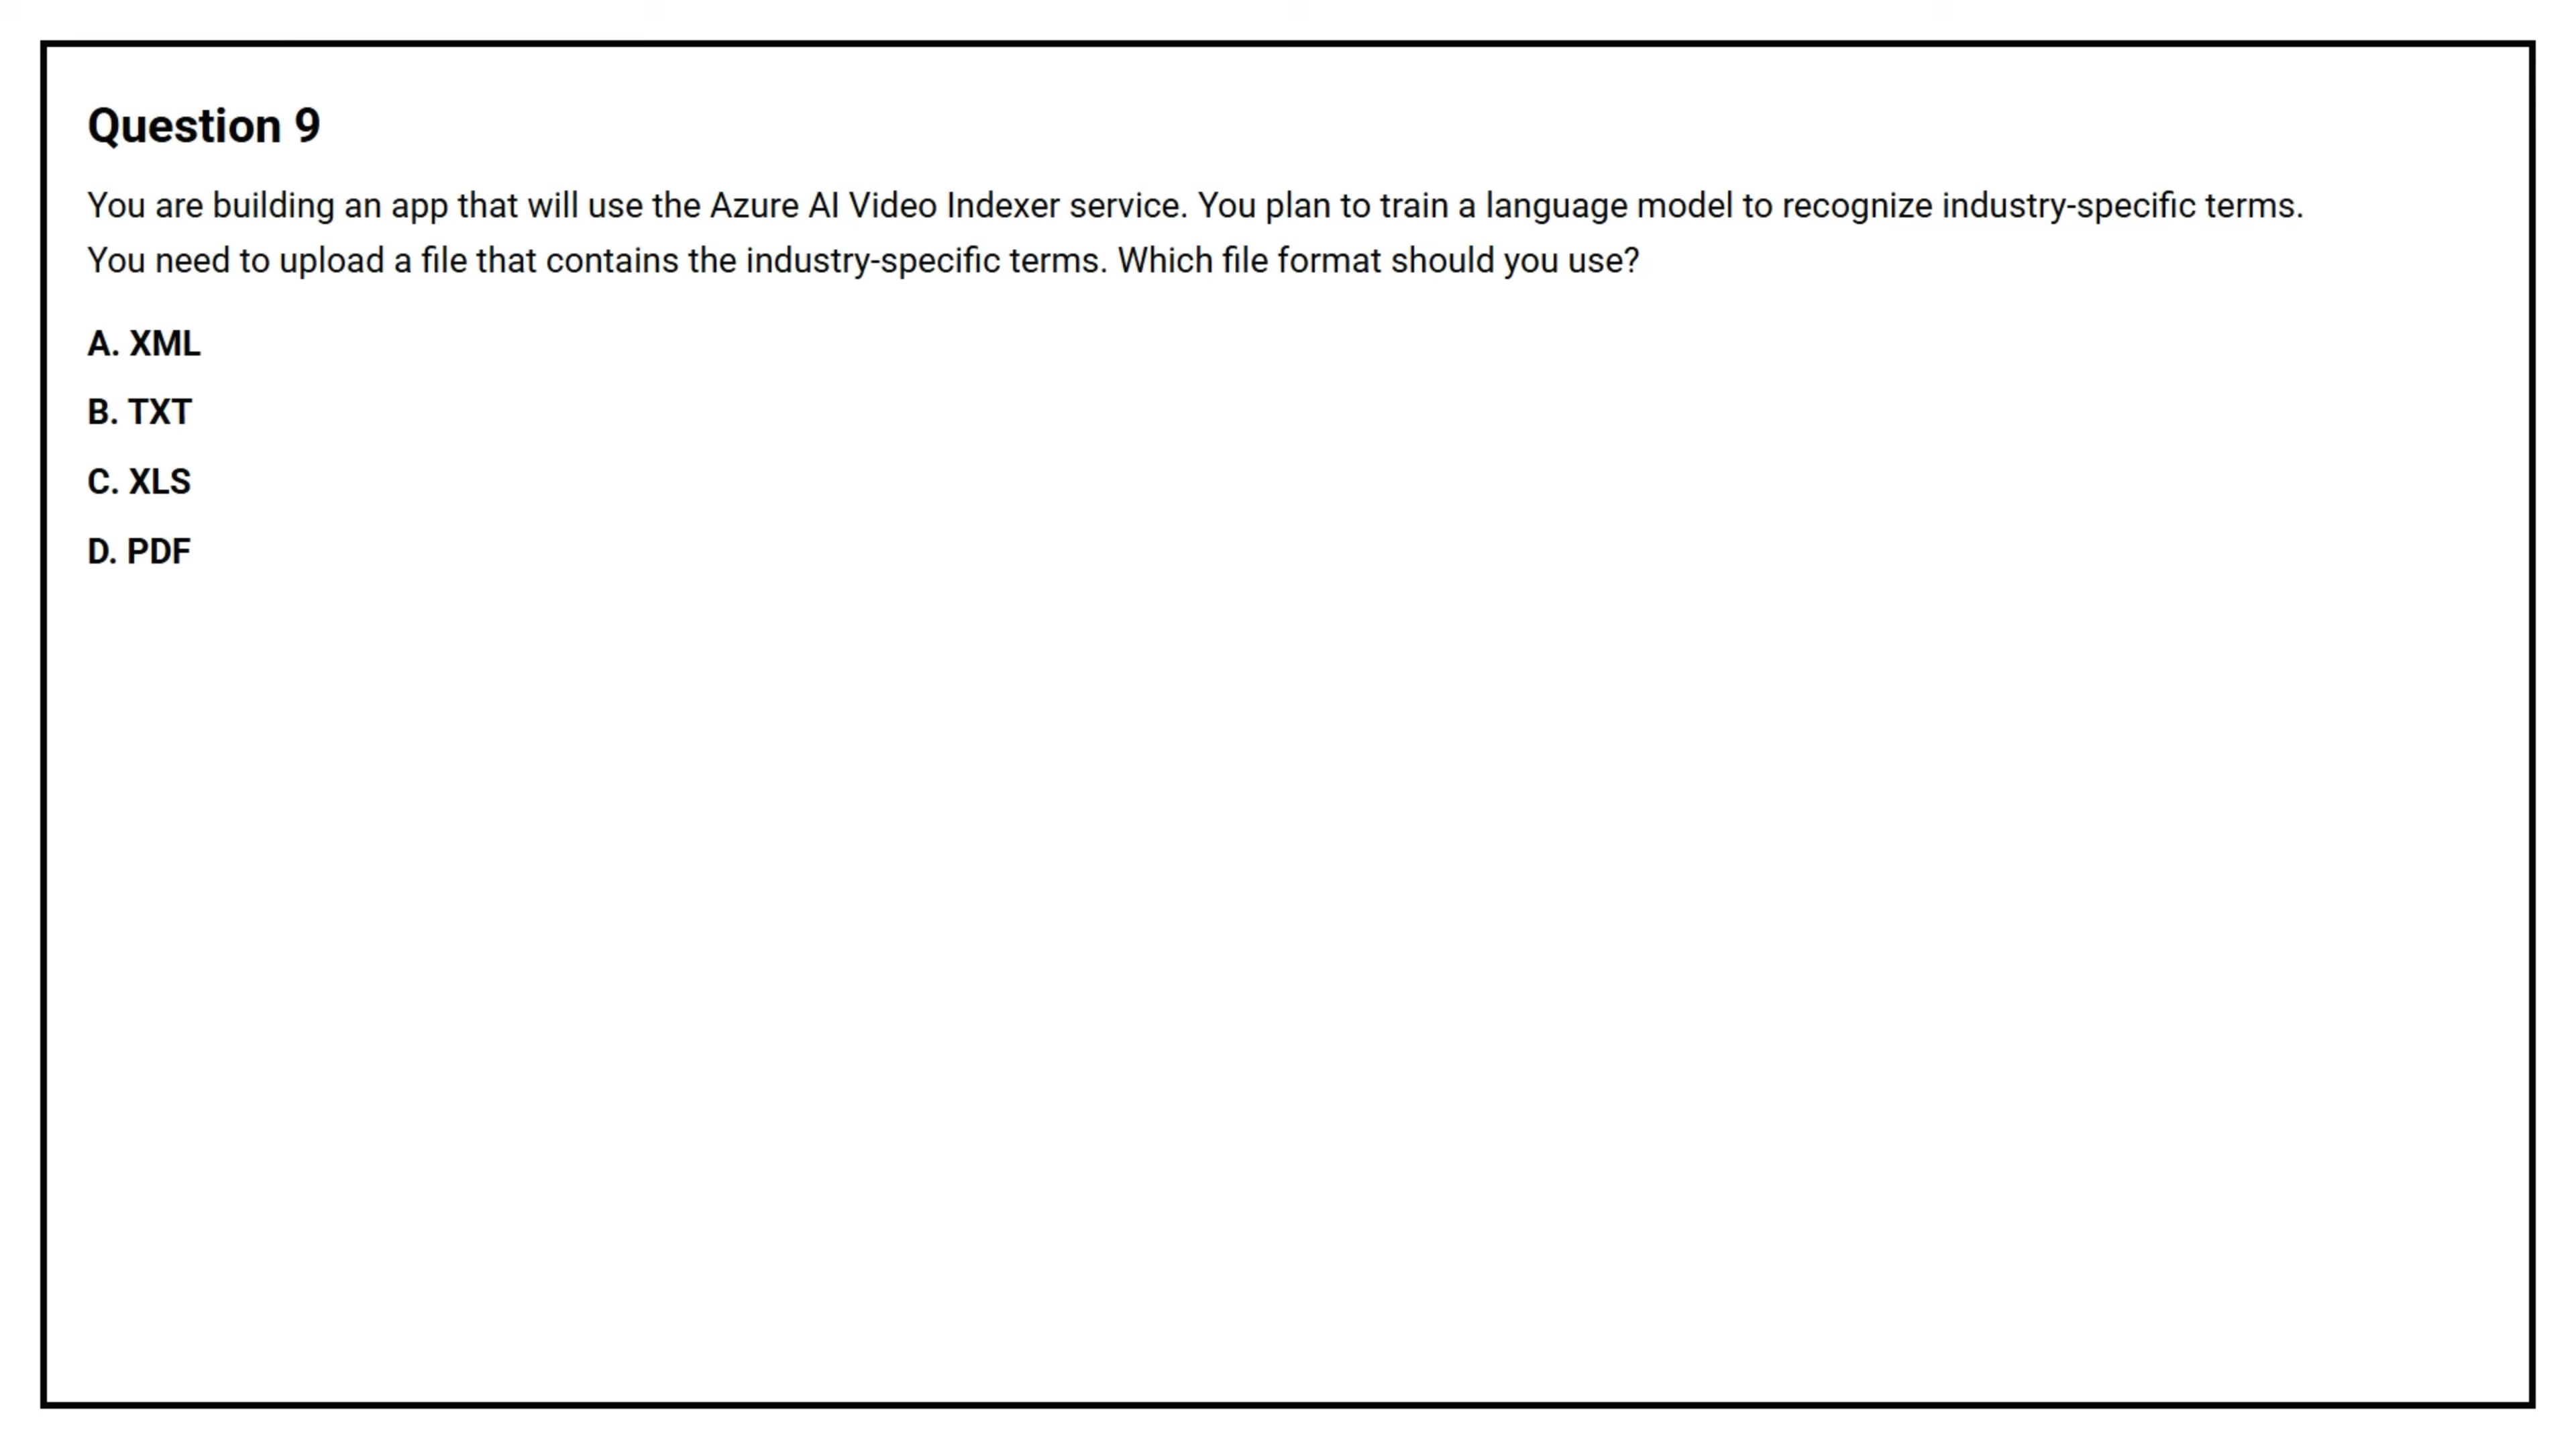 Question 9
You are building an app that will use the Azure AI Video Indexer service. You plan to train a language model to recognize industry-specific terms.
You need to upload a file that contains the industry-specific terms. Which file format should you use?
A. XML
B. TXT
C. XLS
D. PDF